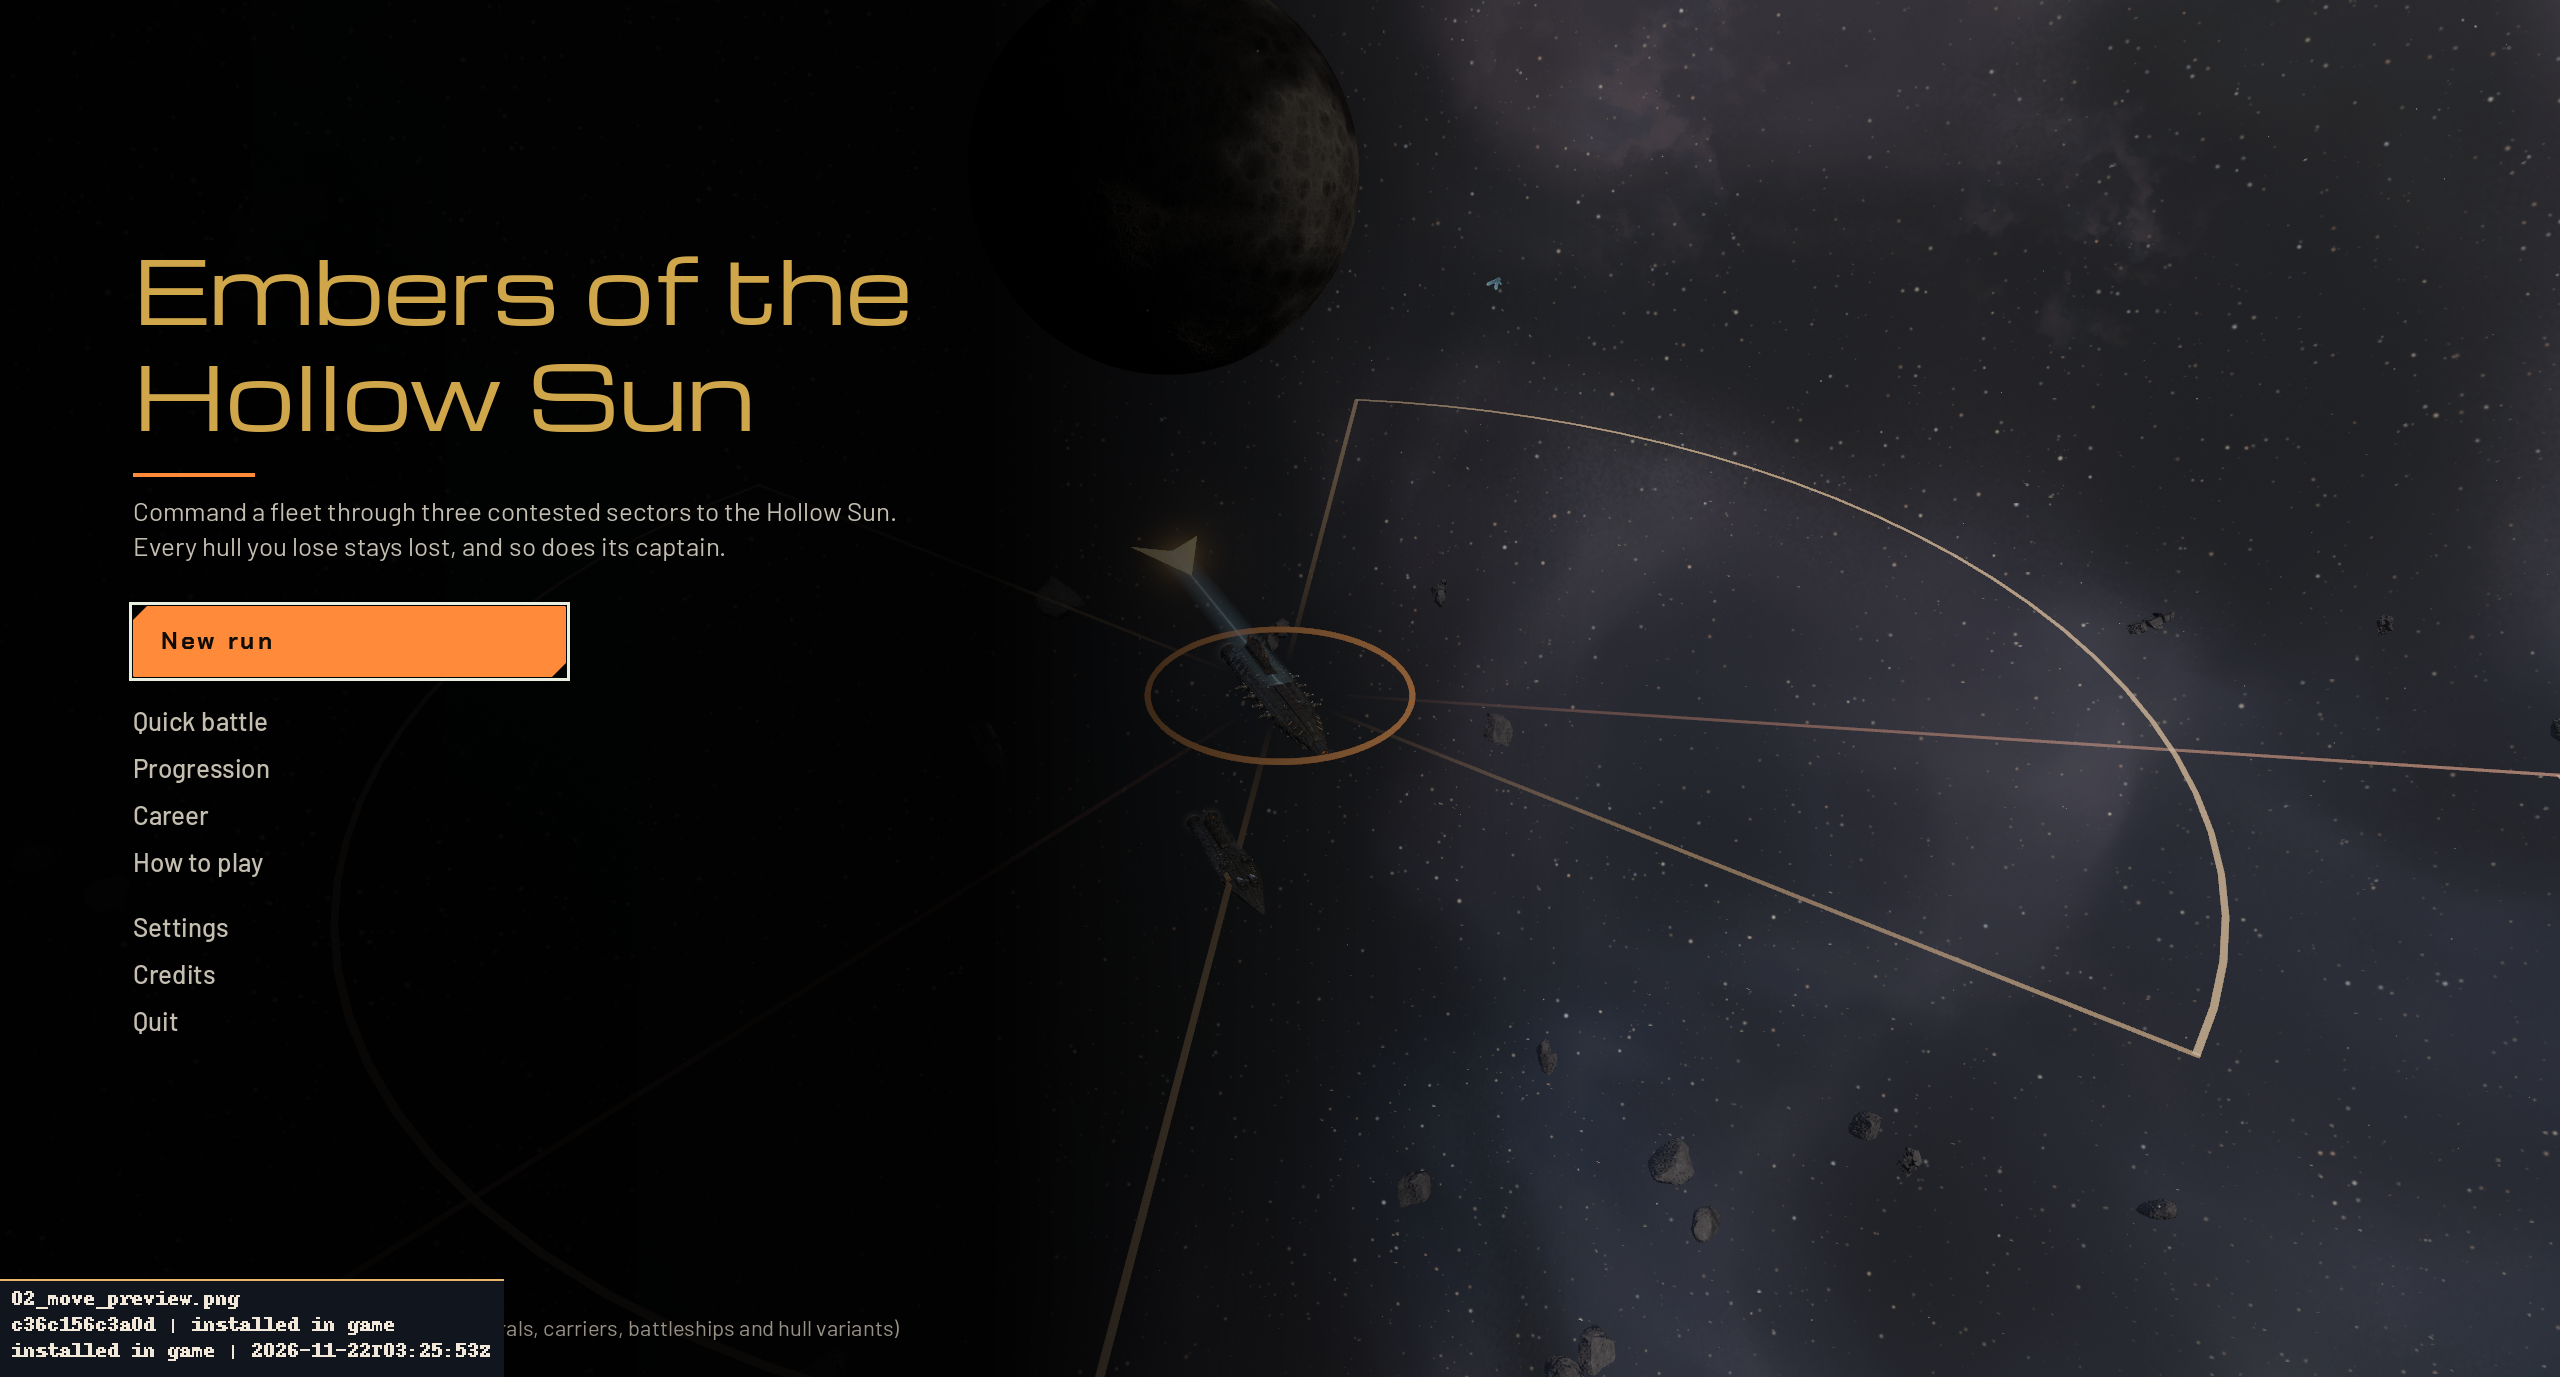 Embers of the
Hollow Sun
Command a fleet through three contested sectors to the Hollow Sun.
Every hull you lose stays lost, and so does its captain.
New run
Quick battle
Progression
Career
How to play
Settings
Credits
Quit
carriers, battleships and hull variants)
02_move_preview.png
c36c156c3a0d | installed in game
installed in game | 2026-11-22T03:25:53Z